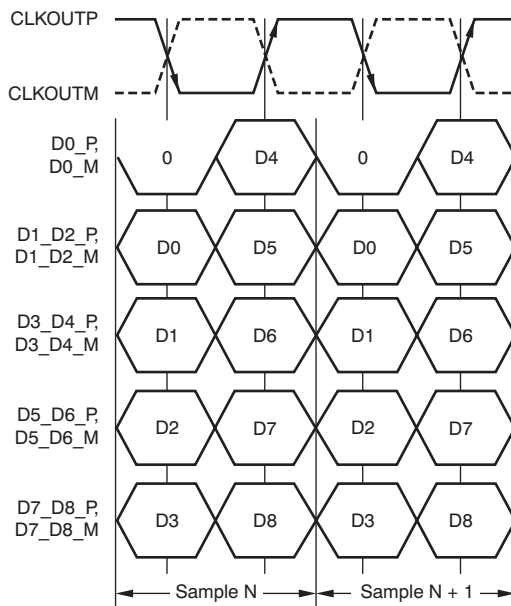 CLKOUTP
CLKOUTM
D0_P,
D0_M
0 D4 0 D4
D1_D2_P,
D1_D2_M
D0 D5 D0 D5
D3_D4_P,
D3_D4_M
D1 D6 D1 D6
D5_D6_P,
D5_D6_M
D2 D7 D2 D7
D7_D8_P,
D7_D8_M
D3 D8 D3 D8
Sample N Sample N + 1